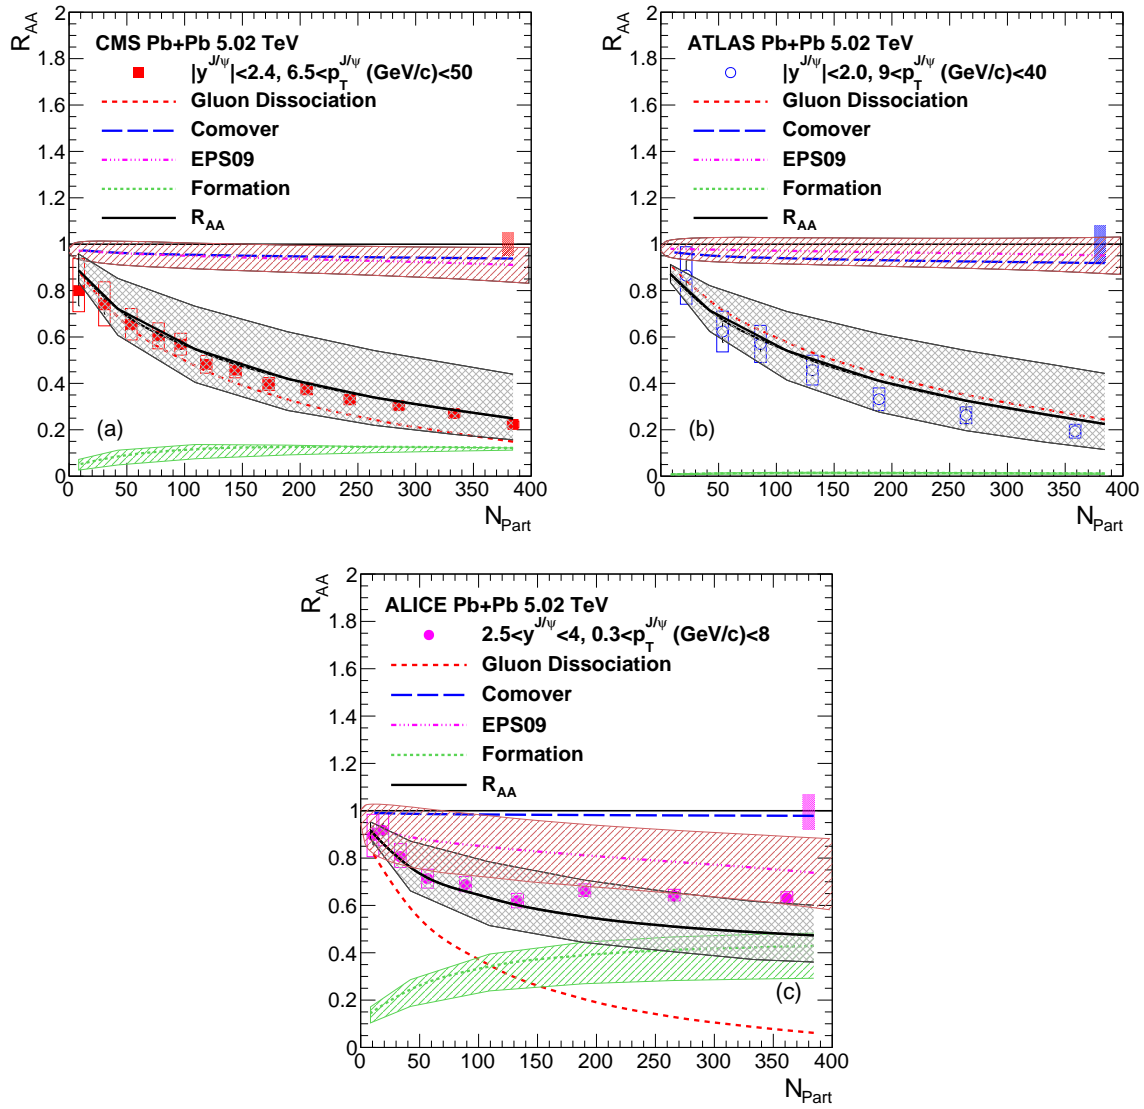 R_AA
2
1.8
1.6
1.4
1.2
1
0.8
0.6
0.4
0.2
0
CMS Pb+Pb 5.02 TeV
|y^J/ψ|<2.4, 6.5<p_T^J/ψ (GeV/c)<50
Gluon Dissociation
Comover
EPS09
Formation
R_AA
(a)
0 50 100 150 200 250 300 350 400
N_Part
R_AA
2
1.8
1.6
1.4
1.2
1
0.8
0.6
0.4
0.2
0
ATLAS Pb+Pb 5.02 TeV
|y^J/ψ|<2.0, 9<p_T^J/ψ (GeV/c)<40
Gluon Dissociation
Comover
EPS09
Formation
R_AA
(b)
0 50 100 150 200 250 300 350 400
N_Part
R_AA
2
1.8
1.6
1.4
1.2
1
0.8
0.6
0.4
0.2
0
ALICE Pb+Pb 5.02 TeV
2.5<y^J/ψ<4, 0.3<p_T^J/ψ (GeV/c)<8
Gluon Dissociation
Comover
EPS09
Formation
R_AA
(c)
0 50 100 150 200 250 300 350 400
N_Part